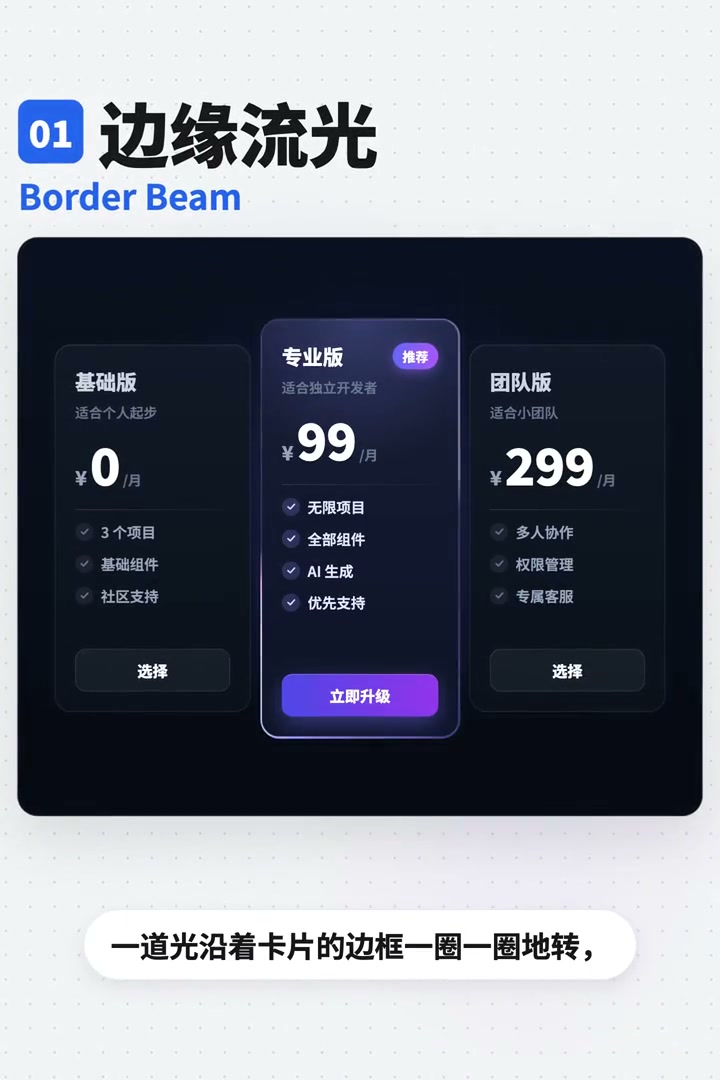 01 边缘流光
Border Beam
基础版
适合个人起步
¥0/月
3 个项目
基础组件
社区支持
选择
专业版
推荐
适合独立开发者
¥99/月
无限项目
全部组件
AI 生成
优先支持
立即升级
团队版
适合小团队
¥299/月
多人协作
权限管理
专属客服
选择
一道光沿着卡片的边框一圈一圈地转，